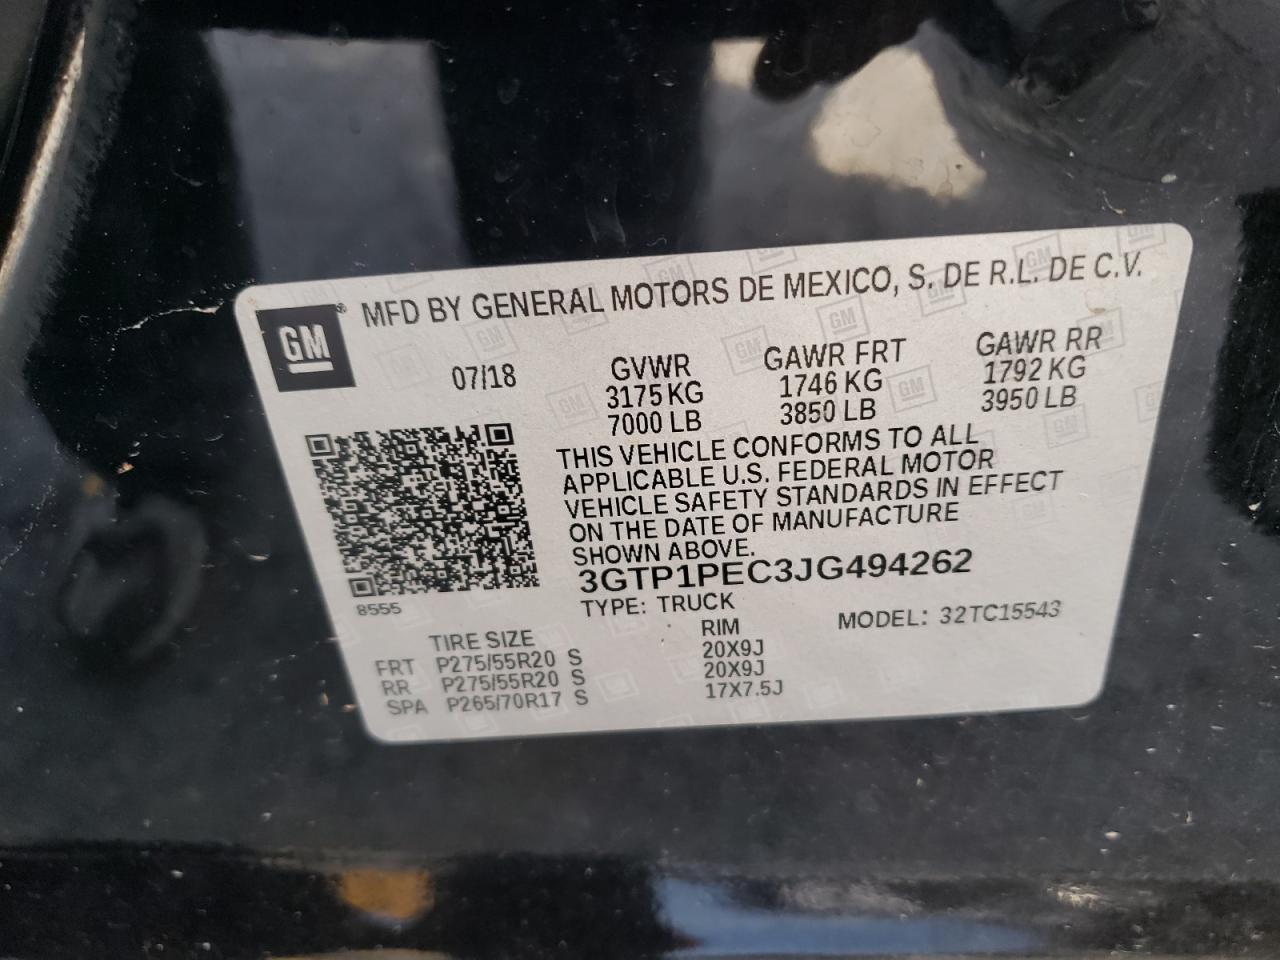 GM
MFD BY GENERAL MOTORS DE MEXICO, S. DE R.L. DE C.V.
07/18 GVWR GAWR FRT GAWR RR
3175 KG 1746 KG 1792 KG
7000 LB 3850 LB 3950 LB
THIS VEHICLE CONFORMS TO ALL
APPLICABLE U.S. FEDERAL MOTOR
VEHICLE SAFETY STANDARDS IN EFFECT
ON THE DATE OF MANUFACTURE
SHOWN ABOVE.
3GTP1PEC3JG494262
8555
TYPE: TRUCK MODEL: 32TC15543
TIRE SIZE RIM
FRT P275/55R20 S 20X9J
RR P275/55R20 S 20X9J
SPA P265/70R17 S 17X7.5J